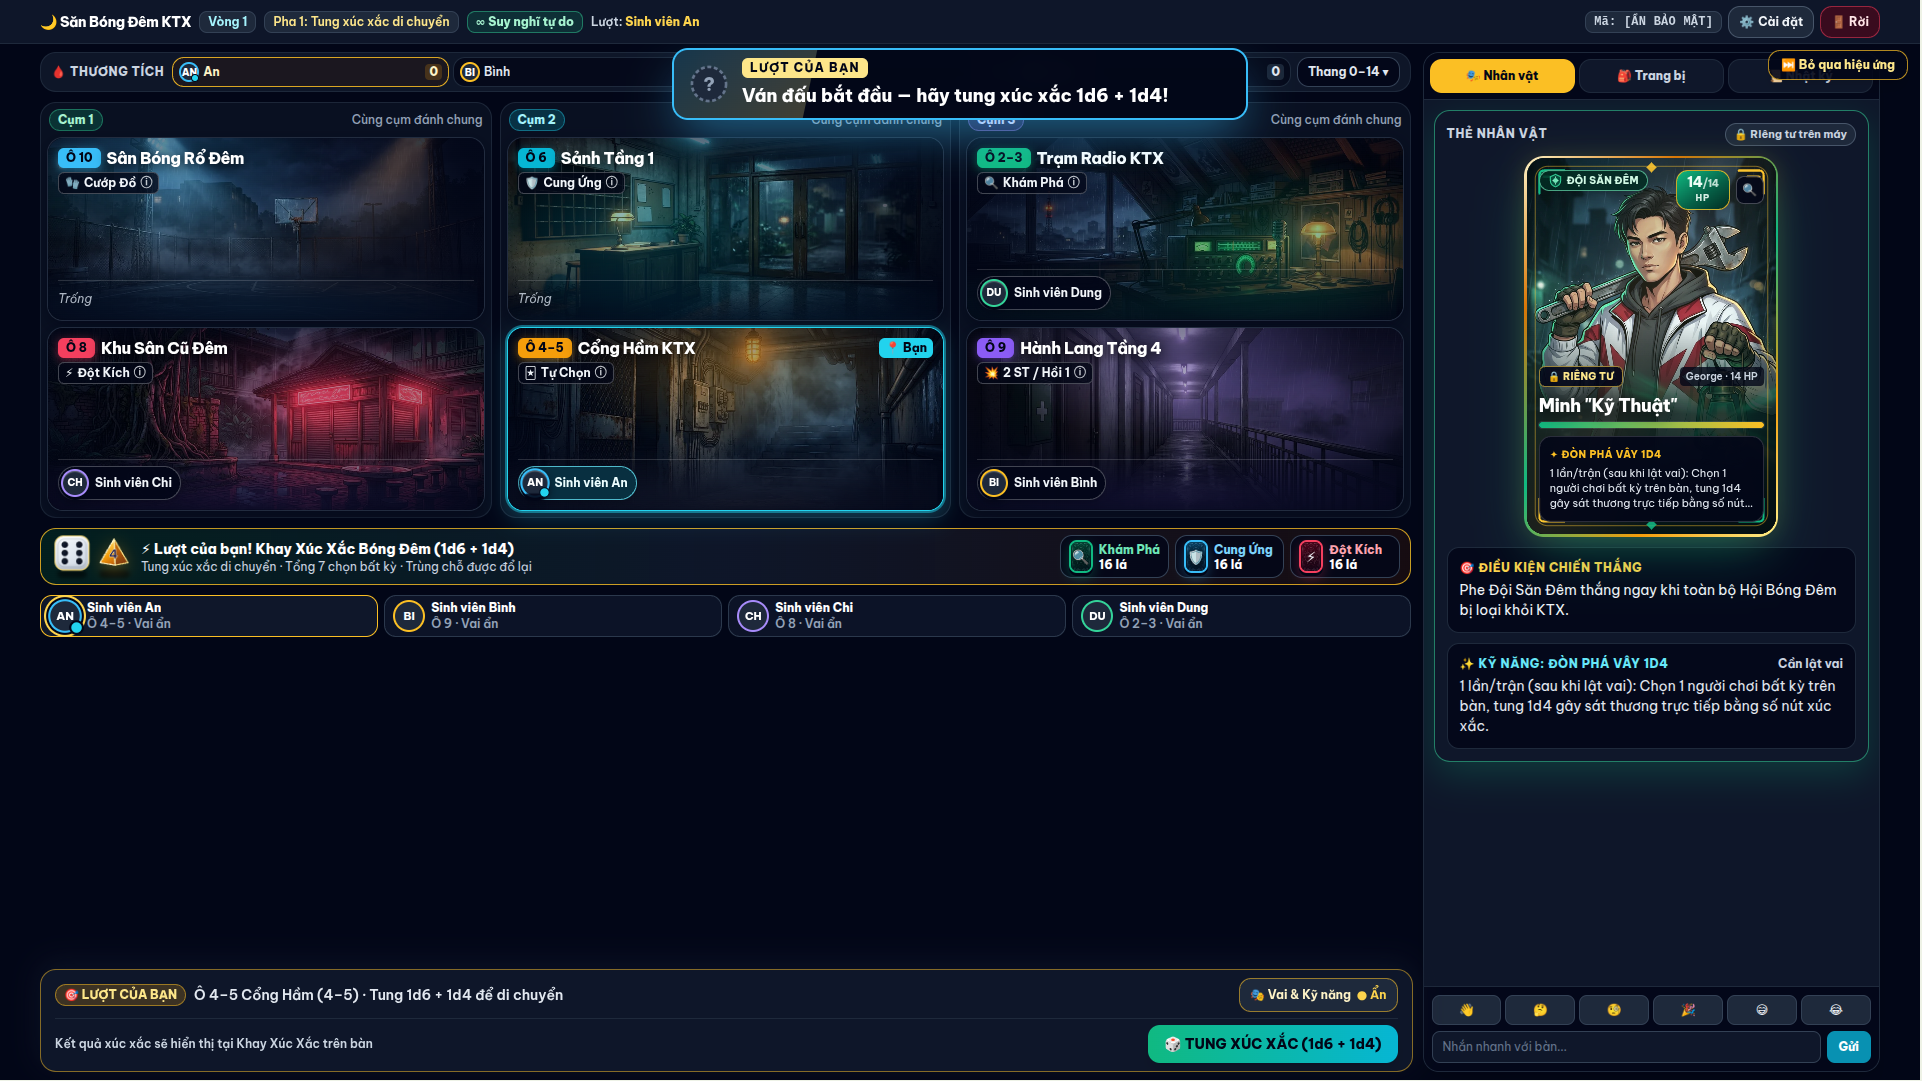 🌙 Săn Bóng Đêm KTX
Vòng 1
Pha 1: Tung xúc xắc di chuyển
∞ Suy nghĩ tự do
Lượt: Sinh viên An
Mã: [ẨN BẢO MẬT]
⚙️ Cài đặt
🚪 Rời
🩸 THƯƠNG TÍCH
AN An 0
BI Bình
0
Thang 0–14 ▾
?
LƯỢT CỦA BẠN
Ván đấu bắt đầu — hãy tung xúc xắc 1d6 + 1d4!
🎭 Nhân vật
🎒 Trang bị
⏩ Bỏ qua hiệu ứng
Cụm 1
Cùng cụm đánh chung
Cụm 2
Cùng cụm đánh chung
Cụm 3
Cùng cụm đánh chung
Ô 10 Sân Bóng Rổ Đêm
🧤 Cướp Đồ ⓘ
Trống
Ô 6 Sảnh Tầng 1
🛡️ Cung Ứng ⓘ
Trống
Ô 2–3 Trạm Radio KTX
🔍 Khám Phá ⓘ
DU Sinh viên Dung
Ô 8 Khu Sân Cũ Đêm
⚡ Đột Kích ⓘ
CH Sinh viên Chi
Ô 4–5 Cổng Hầm KTX
📍 Bạn
🃏 Tự Chọn ⓘ
AN Sinh viên An
Ô 9 Hành Lang Tầng 4
💥 2 ST / Hồi 1 ⓘ
BI Sinh viên Bình
4
⚡ Lượt của bạn! Khay Xúc Xắc Bóng Đêm (1d6 + 1d4)
Tung xúc xắc di chuyển · Tổng 7 chọn bất kỳ · Trùng chỗ được đổ lại
🔍 Khám Phá
16 lá
🛡️ Cung Ứng
16 lá
⚡ Đột Kích
16 lá
AN Sinh viên An
Ô 4–5 · Vai ẩn
BI Sinh viên Bình
Ô 9 · Vai ẩn
CH Sinh viên Chi
Ô 8 · Vai ẩn
DU Sinh viên Dung
Ô 2–3 · Vai ẩn
THẺ NHÂN VẬT
🔒 Riêng tư trên máy
ĐỘI SĂN ĐÊM
14/14
HP
🔍
🔒 RIÊNG TƯ
George · 14 HP
Minh "Kỹ Thuật"
✦ ĐÒN PHÁ VÂY 1D4
1 lần/trận (sau khi lật vai): Chọn 1
người chơi bất kỳ trên bàn, tung 1d4
gây sát thương trực tiếp bằng số nút...
🎯 ĐIỀU KIỆN CHIẾN THẮNG
Phe Đội Săn Đêm thắng ngay khi toàn bộ Hội Bóng Đêm
bị loại khỏi KTX.
✨ KỸ NĂNG: ĐÒN PHÁ VÂY 1D4
Cần lật vai
1 lần/trận (sau khi lật vai): Chọn 1 người chơi bất kỳ trên
bàn, tung 1d4 gây sát thương trực tiếp bằng số nút xúc
xắc.
🎯 LƯỢT CỦA BẠN
Ô 4–5 Cổng Hầm (4–5) · Tung 1d6 + 1d4 để di chuyển
🎭 Vai & Kỹ năng ● Ẩn
Kết quả xúc xắc sẽ hiển thị tại Khay Xúc Xắc trên bàn
🎲 TUNG XÚC XẮC (1d6 + 1d4)
Nhắn nhanh với bàn...
Gửi